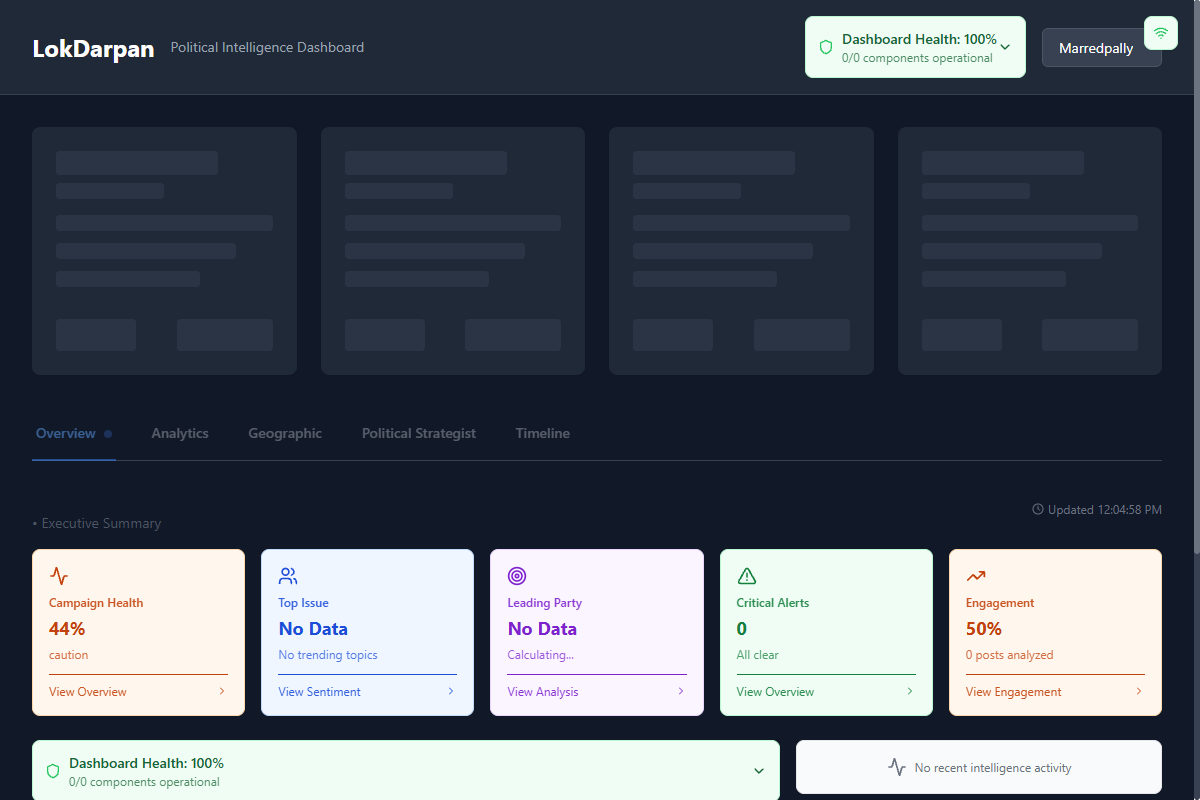 LokDarpan
Political Intelligence Dashboard
Dashboard Health: 100%
0/0 components operational
Marredpally
Overview
Analytics
Geographic
Political Strategist
Timeline
• Executive Summary
Updated 12:04:58 PM
Campaign Health
44%
caution
View Overview
Top Issue
No Data
No trending topics
View Sentiment
Leading Party
No Data
Calculating...
View Analysis
Critical Alerts
0
All clear
View Overview
Engagement
50%
0 posts analyzed
View Engagement
Dashboard Health: 100%
0/0 components operational
No recent intelligence activity